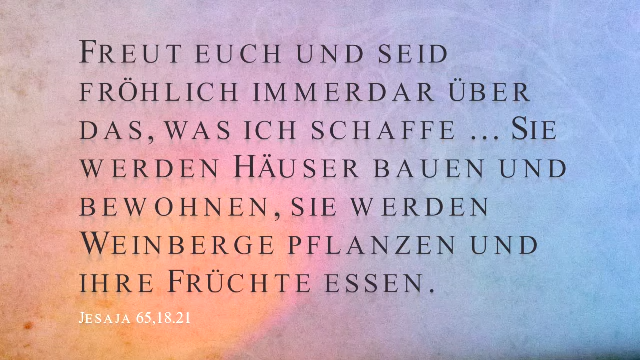 Freut euch und seid
fröhlich immerdar über
das, was ich schaffe ... Sie
werden Häuser bauen und
bewohnen, sie werden
Weinberge pflanzen und
ihre Früchte essen.
Jesaja 65,18.21